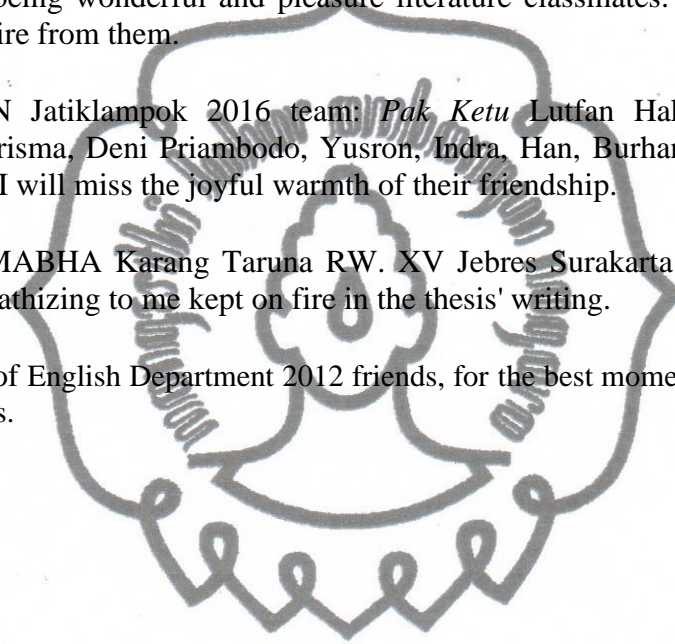 being wonderful and pleasure literature classmates.
ire from them.
N Jatiklampok 2016 team: Pak Ketu Lutfan Hal
risma, Deni Priambodo, Yusron, Indra, Han, Burhan
I will miss the joyful warmth of their friendship.
MABHA Karang Taruna RW. XV Jebres Surakarta
athizing to me kept on fire in the thesis' writing.
of English Department 2012 friends, for the best mome
s.